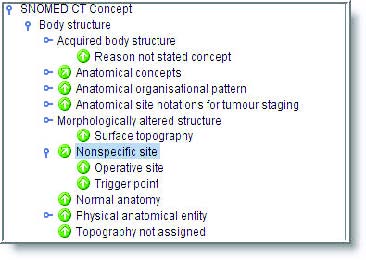 SNOMED CT Concept
Body structure
Acquired body structure
Reason not stated concept
Anatomical concepts
Anatomical organisational pattern
Anatomical site notations for tumour staging
Morphologically altered structure
Surface topography
Nonspecific site
Operative site
Trigger point
Normal anatomy
Physical anatomical entity
Topography not assigned